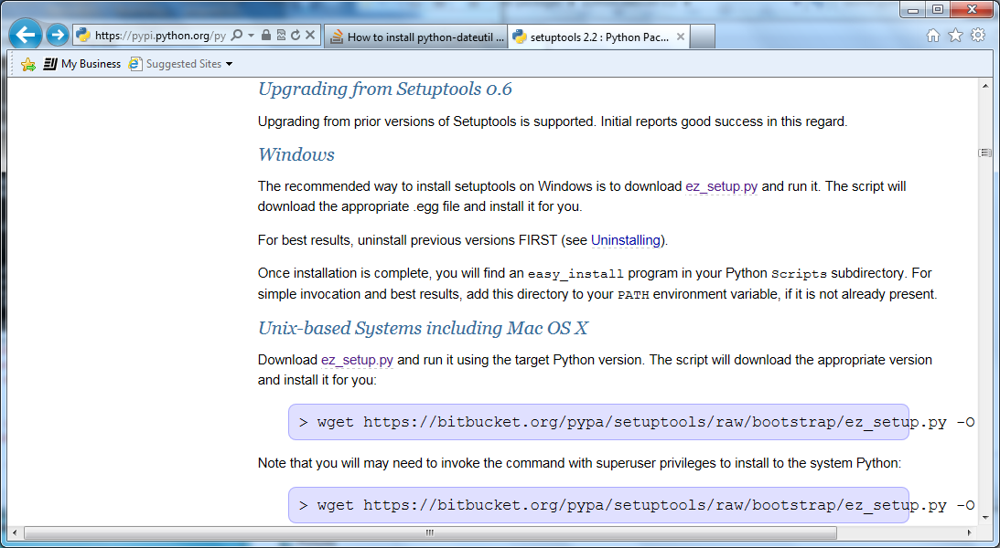 https://pypi.python.org/py
How to install python-dateutil ...
setuptools 2.2 : Python Pac...
My Business
Suggested Sites
Upgrading from Setuptools 0.6
Upgrading from prior versions of Setuptools is supported. Initial reports good success in this regard.
Windows
The recommended way to install setuptools on Windows is to download ez_setup.py and run it. The script will
download the appropriate .egg file and install it for you.
For best results, uninstall previous versions FIRST (see Uninstalling).
Once installation is complete, you will find an easy_install program in your Python Scripts subdirectory. For
simple invocation and best results, add this directory to your PATH environment variable, if it is not already present.
Unix-based Systems including Mac OS X
Download ez_setup.py and run it using the target Python version. The script will download the appropriate version
and install it for you:
> wget https://bitbucket.org/pypa/setuptools/raw/bootstrap/ez_setup.py -O
Note that you will may need to invoke the command with superuser privileges to install to the system Python:
> wget https://bitbucket.org/pypa/setuptools/raw/bootstrap/ez_setup.py -O